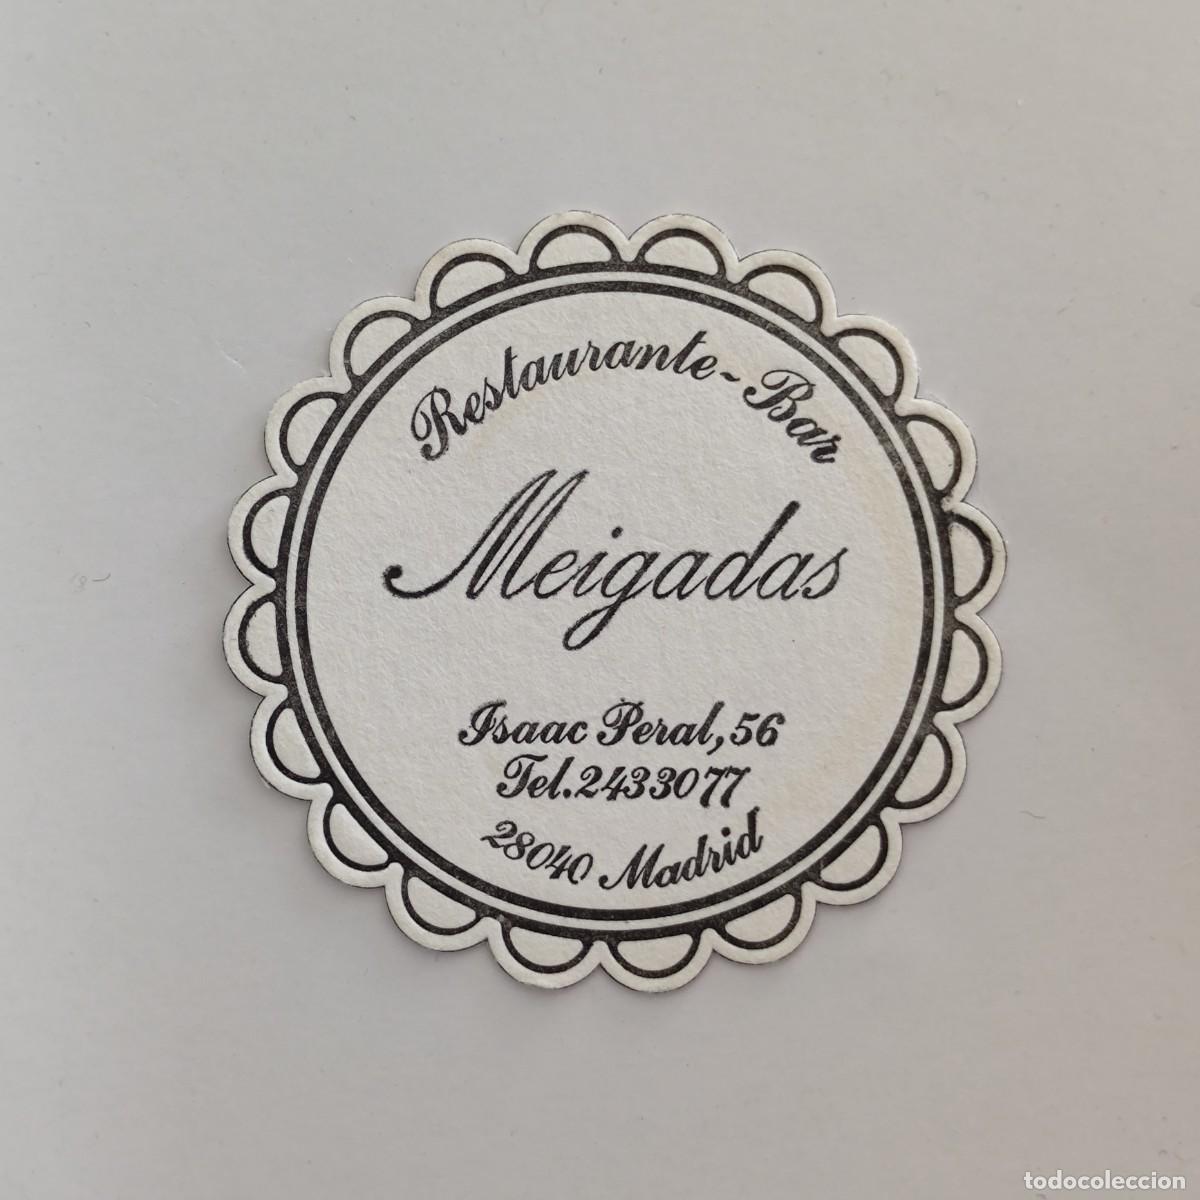 Restaurante-Bar
Meigadas
Isaac Peral, 56
Tel. 2433077
28040 Madrid
todocoleccion